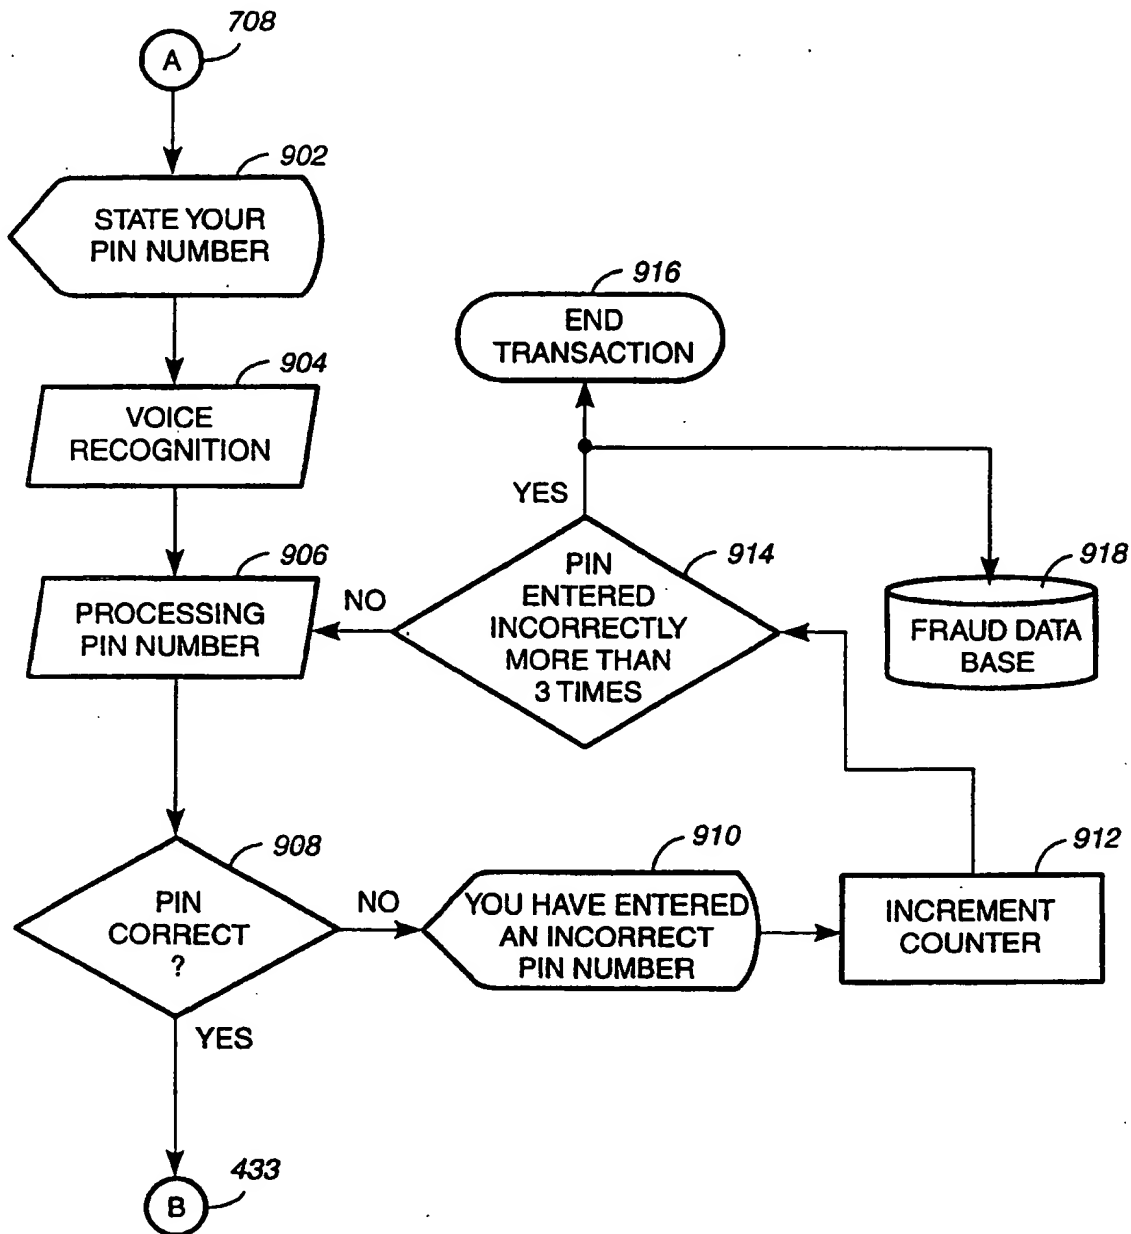 708
A
902
STATE YOUR
PIN NUMBER
904
VOICE
RECOGNITION
906
PROCESSING
PIN NUMBER
916
END
TRANSACTION
YES
914
PIN
ENTERED
INCORRECTLY
MORE THAN
3 TIMES
NO
918
FRAUD DATA
BASE
908
PIN
CORRECT
?
NO
910
YOU HAVE ENTERED
AN INCORRECT
PIN NUMBER
912
INCREMENT
COUNTER
YES
433
B